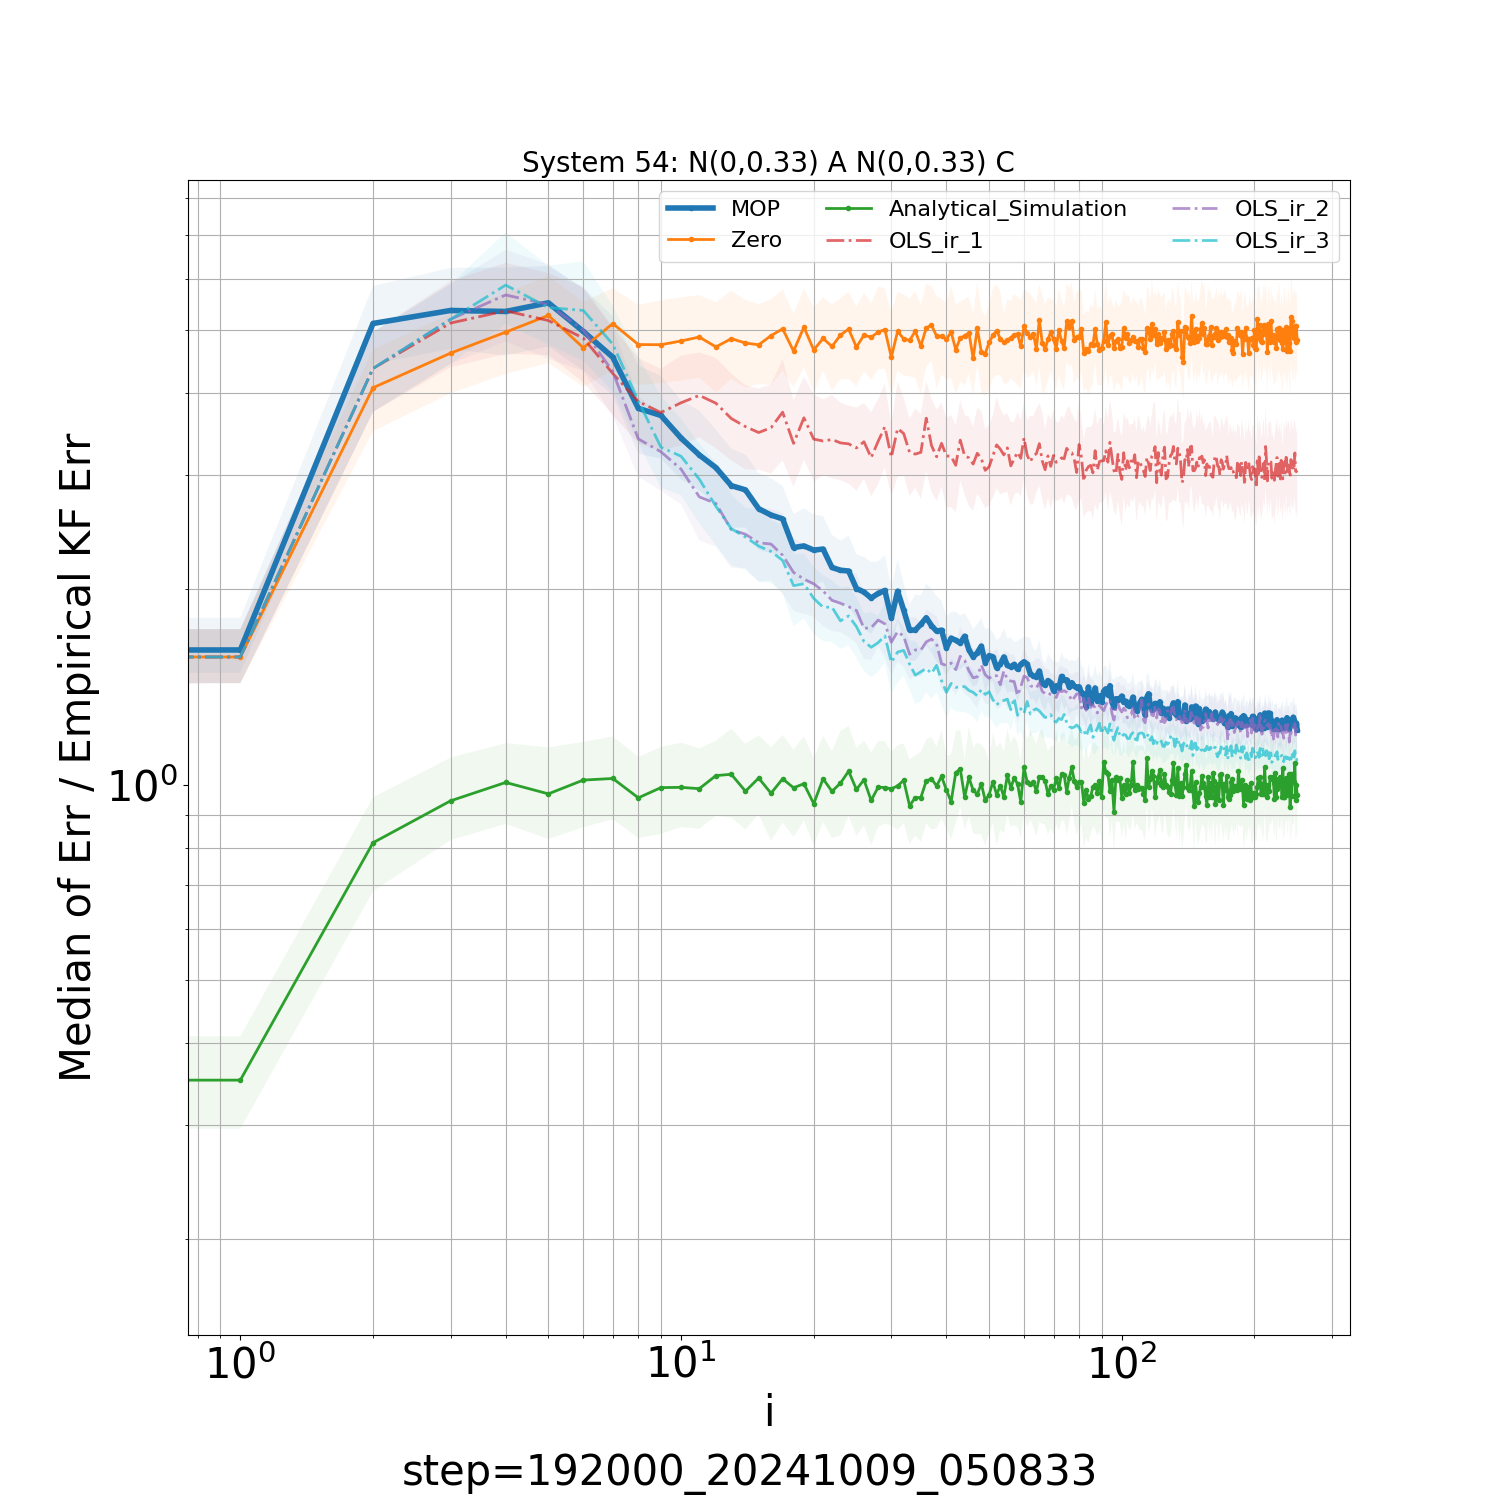 System 54: N(0,0.33) A N(0,0.33) C
MOP
Zero
Analytical_Simulation
OLS_ir_1
OLS_ir_2
OLS_ir_3
Median of Err / Empirical KF Err
10⁰
10⁰
10¹
10²
i
step=192000_20241009_050833